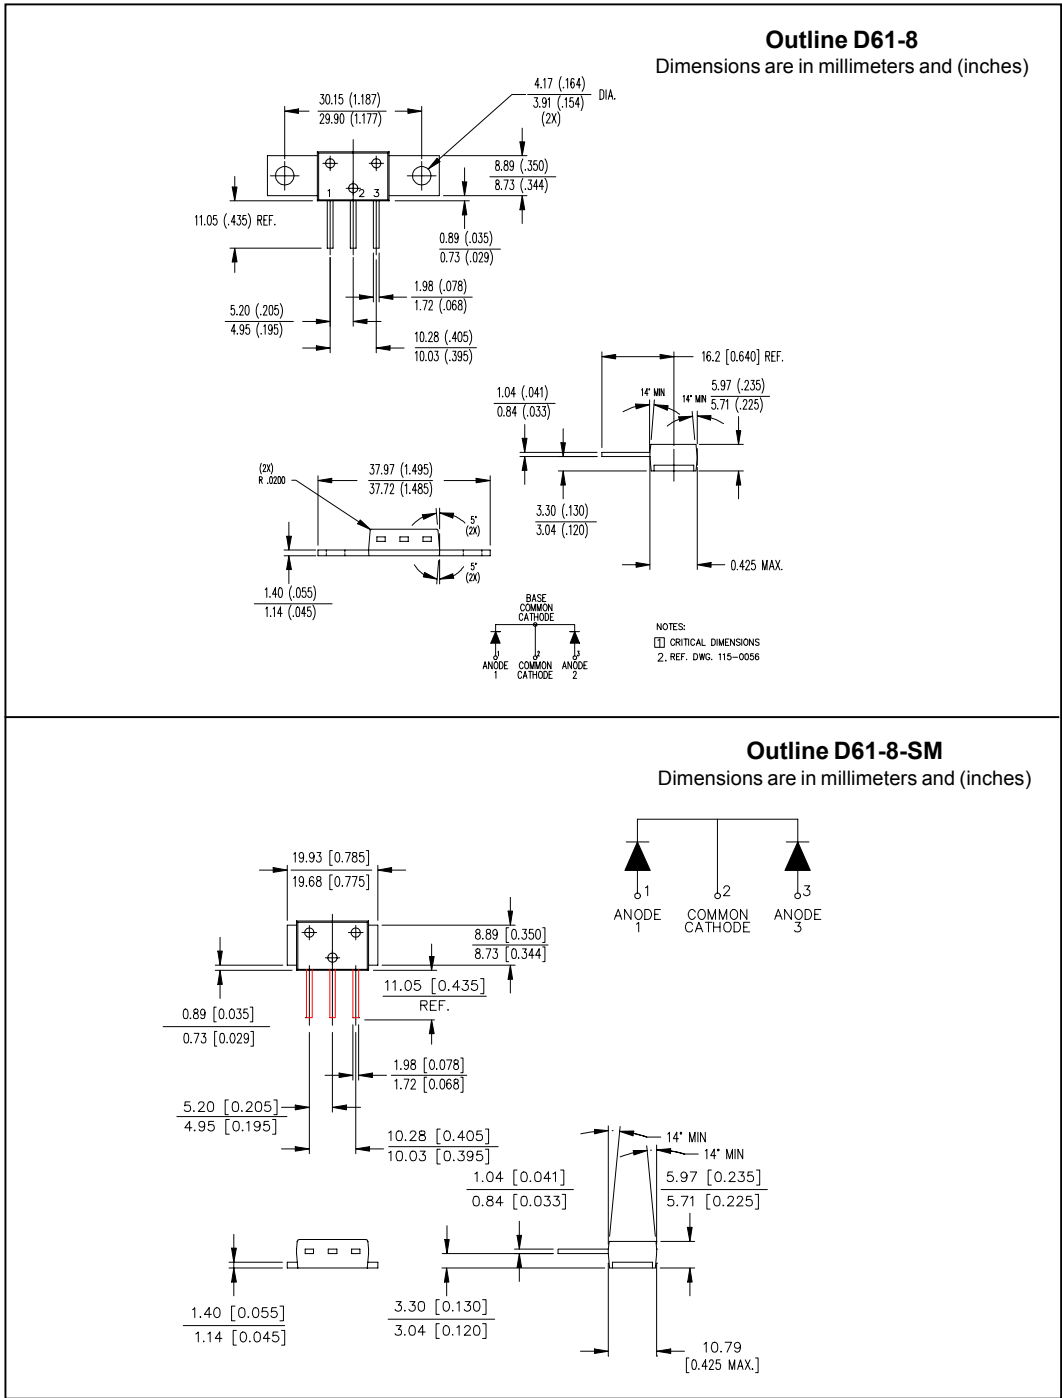 Outline D61-8
Dimensions are in millimeters and (inches)
4.17 (.164)
3.91 (.154)
DIA.
(2X)
30.15 (1.187)
29.90 (1.177)
8.89 (.350)
8.73 (.344)
1 2 3
11.05 (.435) REF.
0.89 (.035)
0.73 (.029)
1.98 (.078)
1.72 (.068)
5.20 (.205)
4.95 (.195)
10.28 (.405)
10.03 (.395)
16.2 [0.640] REF.
1.04 (.041)
0.84 (.033)
14° MIN
14° MIN
5.97 (.235)
5.71 (.225)
(2X)
R .0200
37.97 (1.495)
37.72 (1.485)
5°
(2X)
3.30 (.130)
3.04 (.120)
5°
(2X)
0.425 MAX.
1.40 (.055)
1.14 (.045)
BASE
COMMON
CATHODE
1 2 3
ANODE
1
COMMON
CATHODE
ANODE
2
NOTES:
1 CRITICAL DIMENSIONS
2. REF. DWG. 115-0056
Outline D61-8-SM
Dimensions are in millimeters and (inches)
1 2 3
ANODE
1
COMMON
CATHODE
ANODE
3
19.93 [0.785]
19.68 [0.775]
8.89 [0.350]
8.73 [0.344]
11.05 [0.435]
REF.
0.89 [0.035]
0.73 [0.029]
1.98 [0.078]
1.72 [0.068]
5.20 [0.205]
4.95 [0.195]
10.28 [0.405]
10.03 [0.395]
14° MIN
14° MIN
1.04 [0.041]
0.84 [0.033]
5.97 [0.235]
5.71 [0.225]
1.40 [0.055]
1.14 [0.045]
3.30 [0.130]
3.04 [0.120]
10.79
[0.425 MAX.]